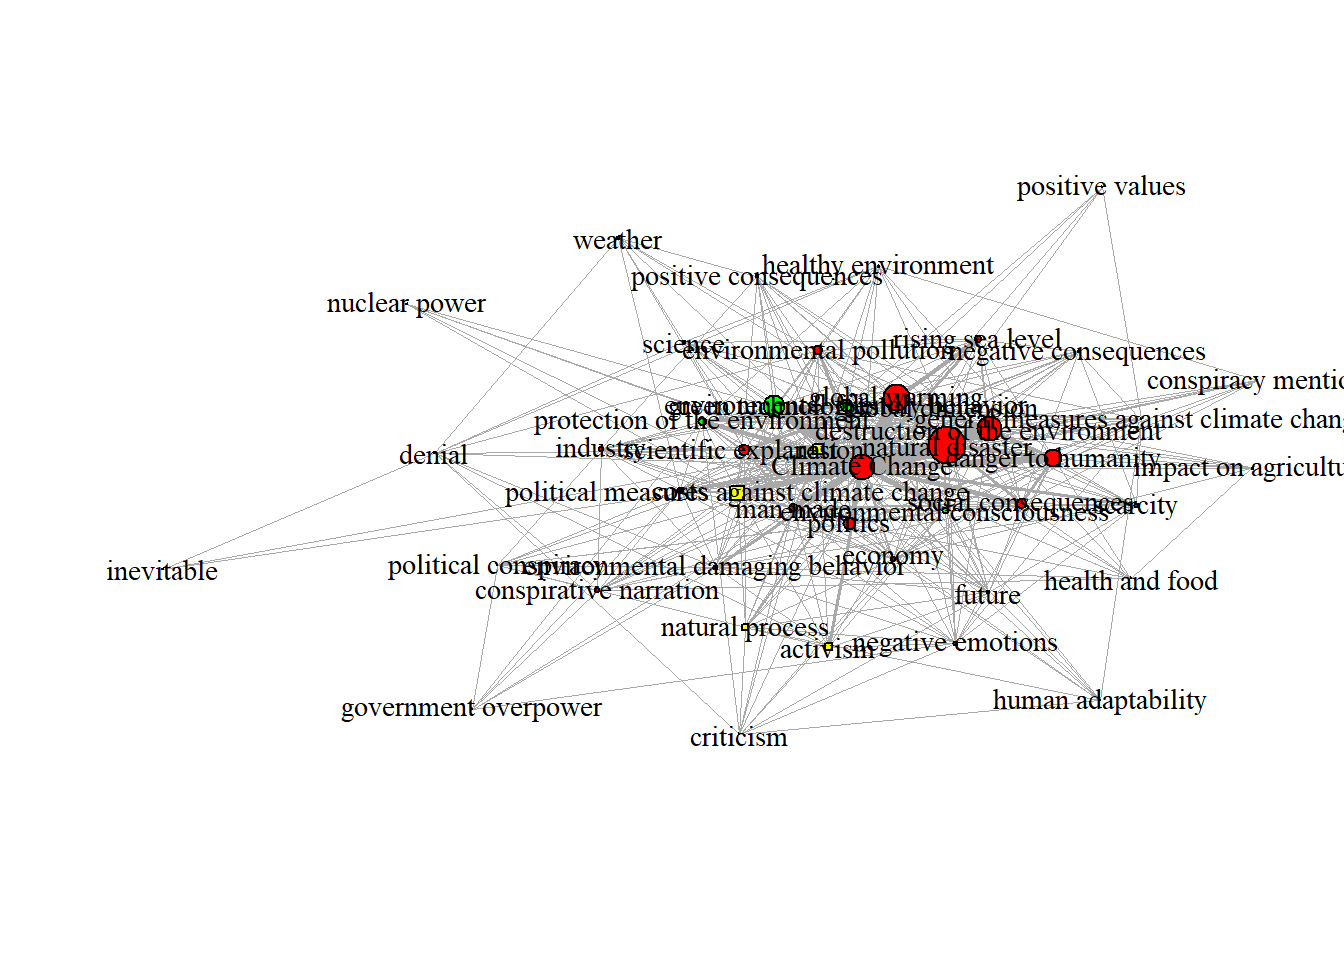 positive values
weather
healthy environment
positive consequences
nuclear power
rising sea level
science
environmental pollution
negative consequences
conspiracy mentio
global warming
protection of the environment
general measures against climate chang
destruction of the environment
industry
scientific explanation
natural disaster
denial
danger to humanity
Climate Change
impact on agricultu
political measures against climate change
social consequences
scarcity
man-made
environmental consciousness
politics
economy
inevitable
political conspiracy
environmental damaging behavior
health and food
conspirative narration
future
natural process
negative emotions
activism
human adaptability
government overpower
criticism